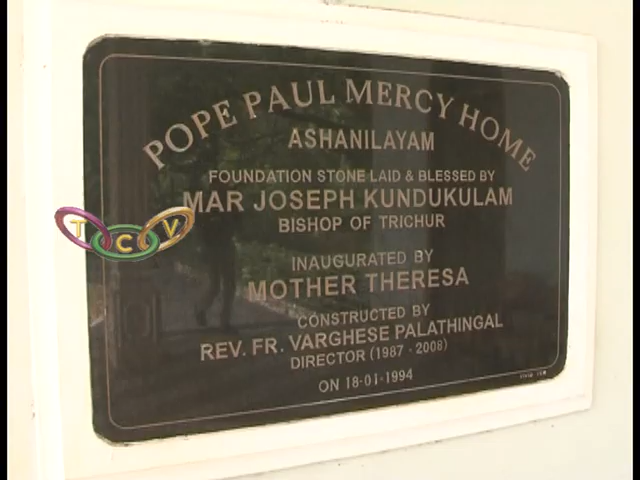 POPE PAUL MERCY HOME
ASHANILAYAM
FOUNDATION STONE LAID & BLESSED BY
MAR JOSEPH KUNDUKULAM
BISHOP OF TRICHUR
INAUGURATED BY
MOTHER THERESA
CONSTRUCTED BY
REV. FR. VARGHESE PALATHINGAL
DIRECTOR (1987 - 2008)
ON 18-01-1994
TCV